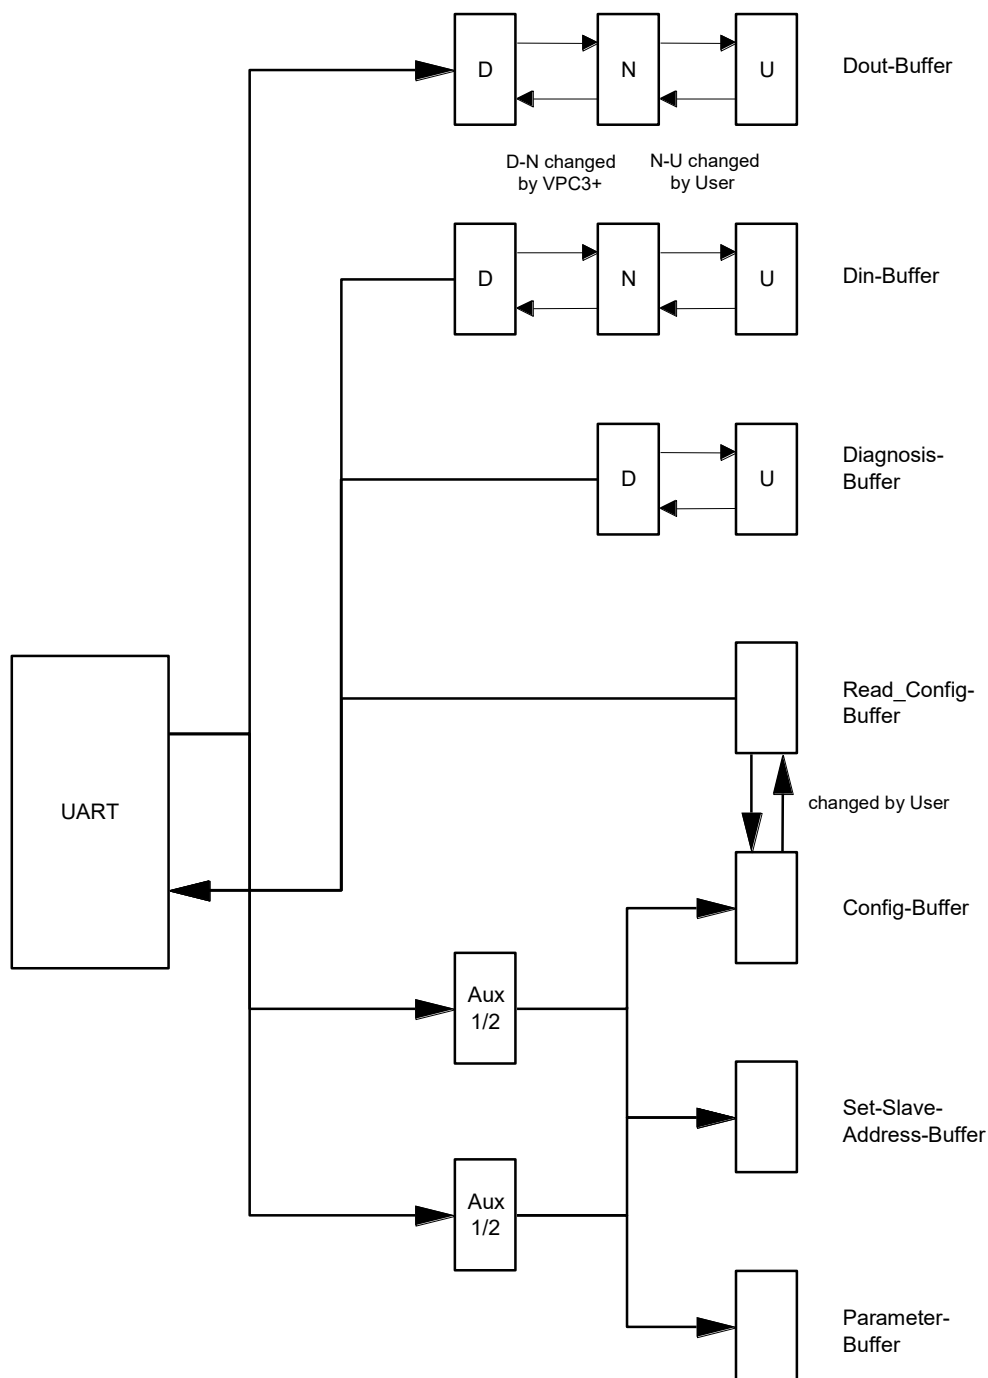 D
N
U
Dout-Buffer
D-N changed
by VPC3+
N-U changed
by User
D
N
U
Din-Buffer
D
U
Diagnosis-
Buffer
Read_Config-
Buffer
UART
changed by User
Config-Buffer
Aux
1/2
Set-Slave-
Address-Buffer
Aux
1/2
Parameter-
Buffer